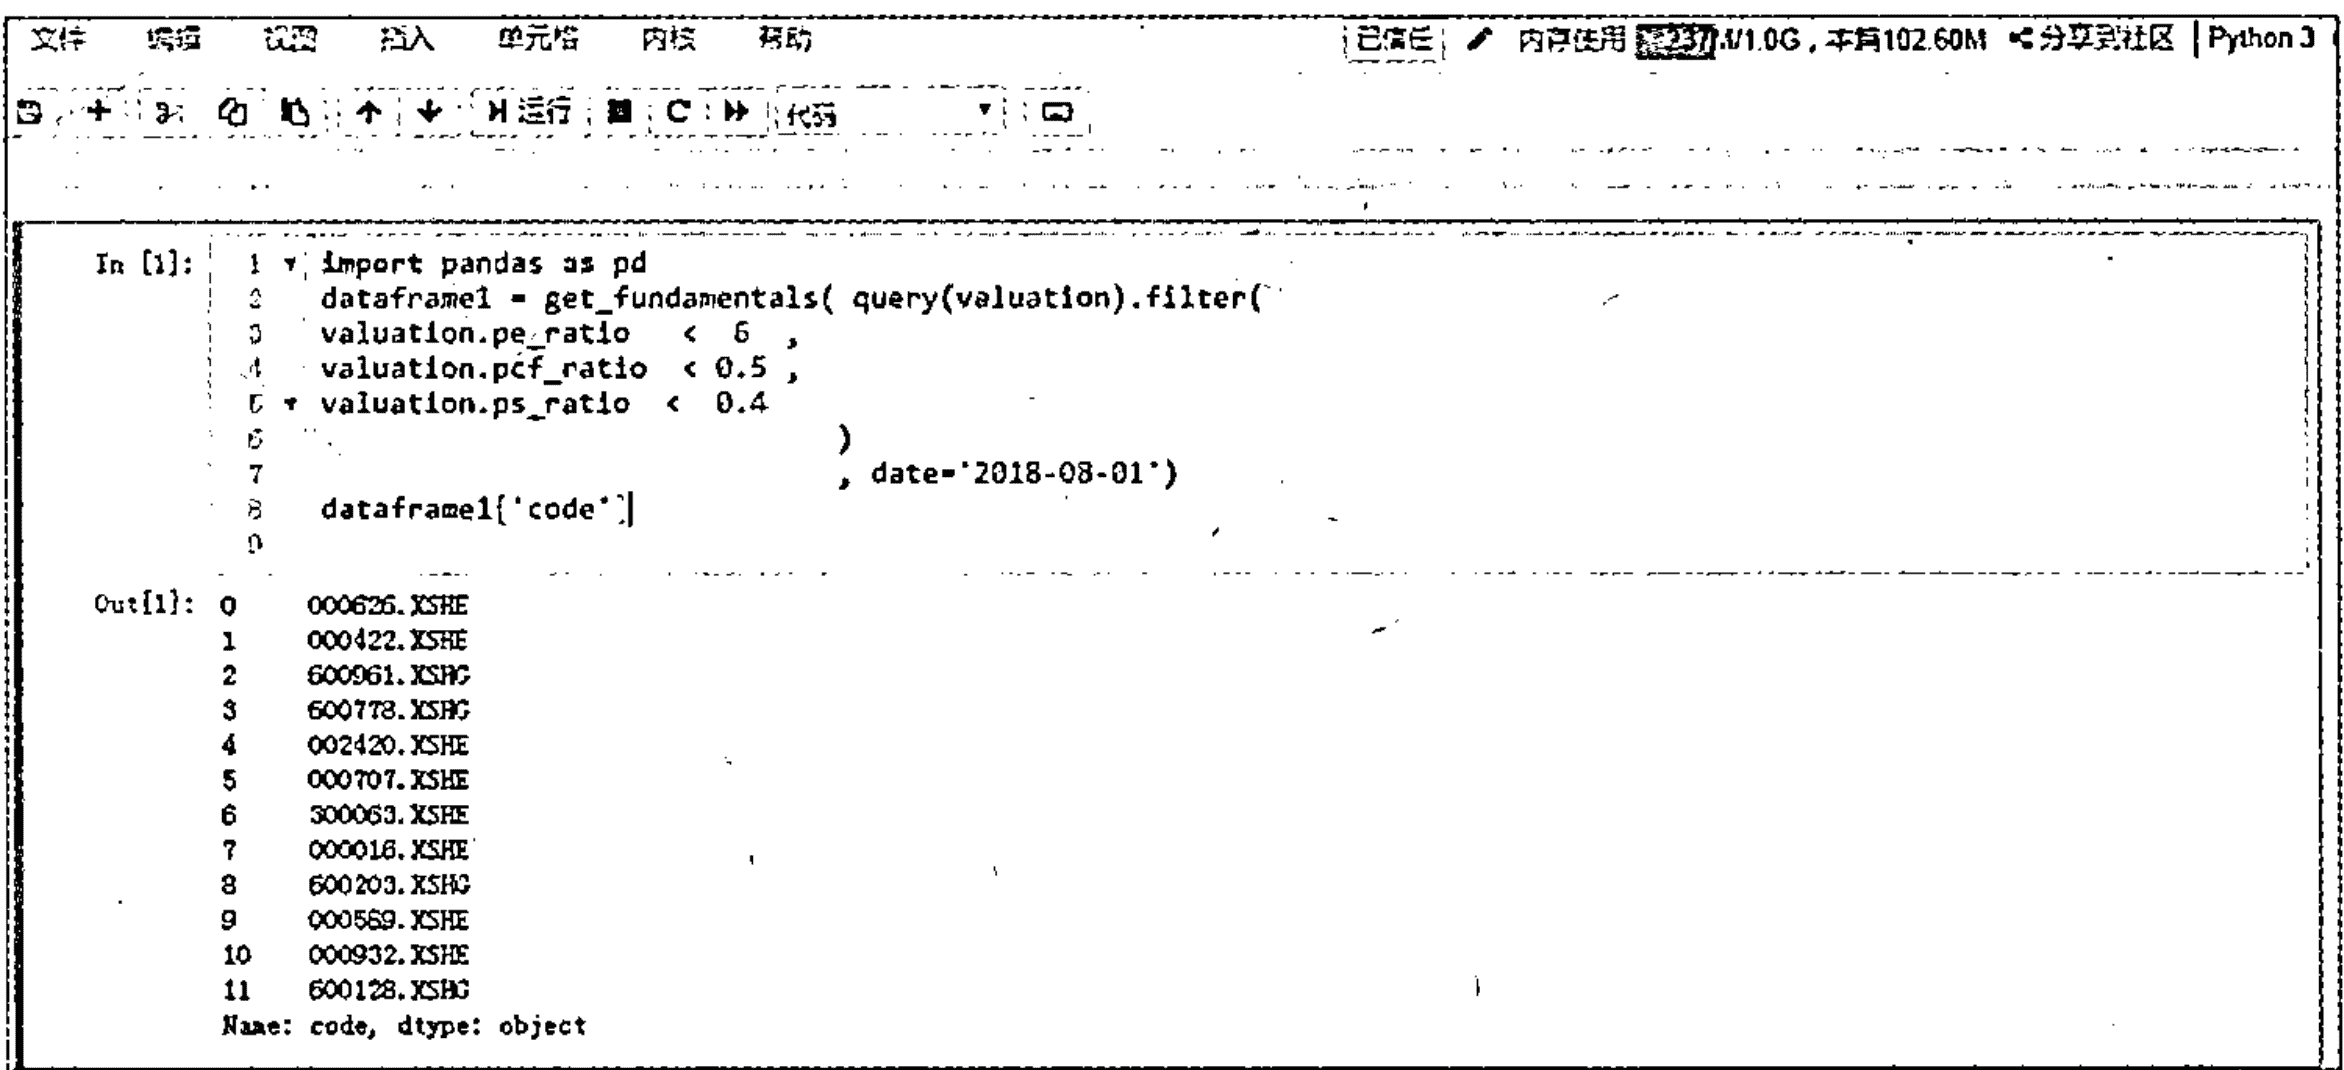 文件 编辑 视图 插入 单元格 内核 帮助 已信任 内存使用 237M/1.0G，本篇102.60M 分享到社区 Python 3
运行 代码
In [1]:
1 import pandas as pd
2 dataframe1 = get_fundamentals( query(valuation).filter(
3 valuation.pe_ratio < 6 ,
4 valuation.pcf_ratio < 0.5 ,
5 valuation.ps_ratio < 0.4
6 )
7 , date='2018-08-01')
8 dataframe1['code']
9
Out[1]: 0 000626.XSHE
1 000422.XSHE
2 600961.XSHG
3 600778.XSHG
4 002420.XSHE
5 000707.XSHE
6 300063.XSHE
7 000016.XSHE
8 600203.XSHG
9 000589.XSHE
10 000932.XSHE
11 600128.XSHG
Name: code, dtype: object